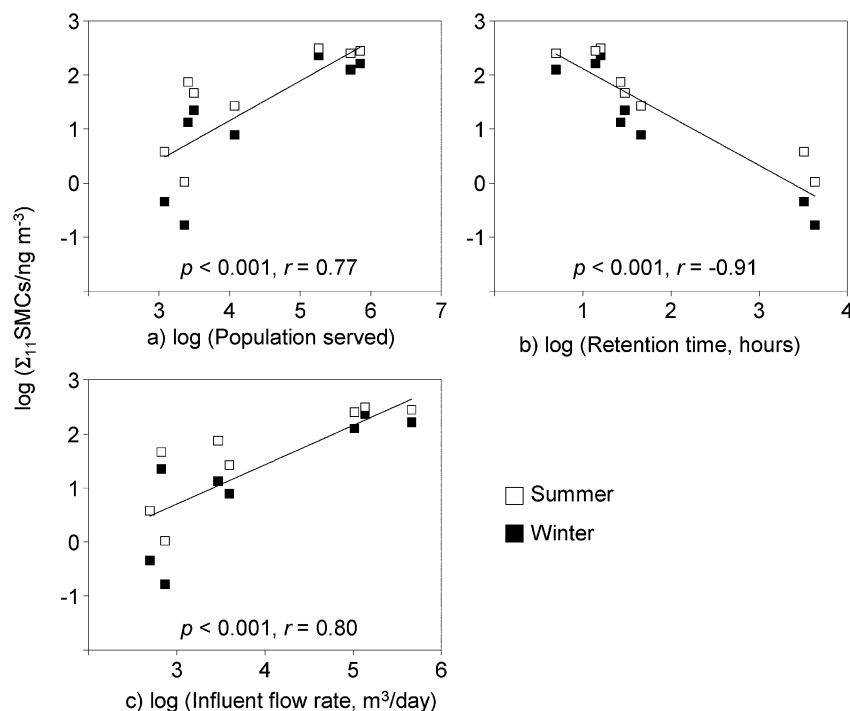 log (Σ11SMCs/ng m-3)
3
2
1
0
-1
p < 0.001, r = 0.77
3 4 5 6 7
a) log (Population served)
3
2
1
0
-1
p < 0.001, r = -0.91
1 2 3 4
b) log (Retention time, hours)
3
2
1
0
-1
p < 0.001, r = 0.80
3 4 5 6
c) log (Influent flow rate, m3/day)
Summer
Winter